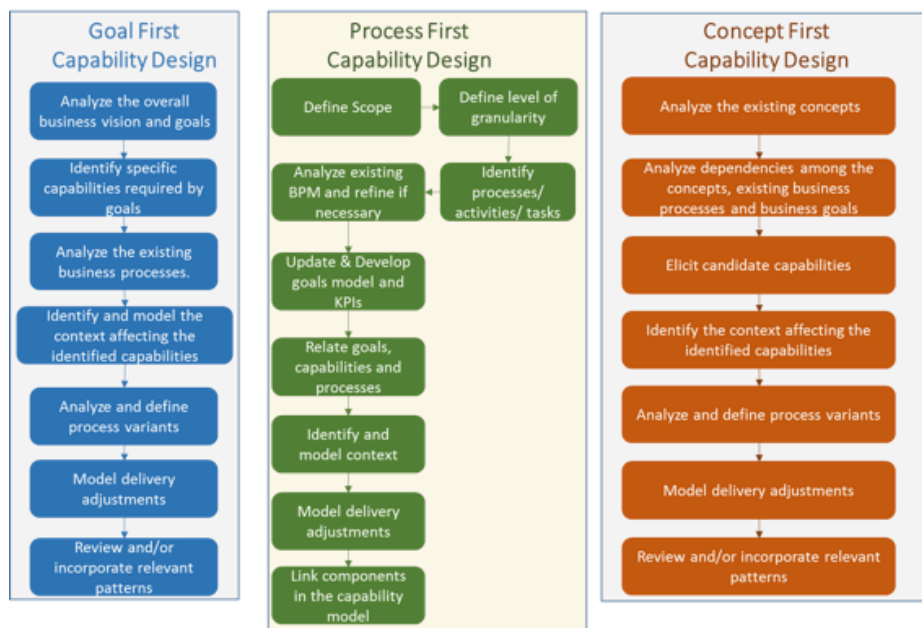 Goal First
Capability Design
Analyze the overall
business vision and goals
Identify specific
capabilities required by
goals
Analyze the existing
business processes.
Identify and model the
context affecting the
identified capabilities
Analyze and define
process variants
Model delivery
adjustments
Review and/or
incorporate relevant
patterns
Process First
Capability Design
Define Scope
Define level of
granularity
Identify
processes/
activities/ tasks
Analyze existing
BPM and refine if
necessary
Update & Develop
goals model and
KPIs
Relate goals,
capabilities and
processes
Identify and
model context
Model delivery
adjustments
Link components
in the capability
model
Concept First
Capability Design
Analyze the existing concepts
Analyze dependencies among
the concepts, existing business
processes and business goals
Elicit candidate capabilities
Identify the context affecting the
identified capabilities
Analyze and define process variants
Model delivery adjustments
Review and/or incorporate relevant
patterns